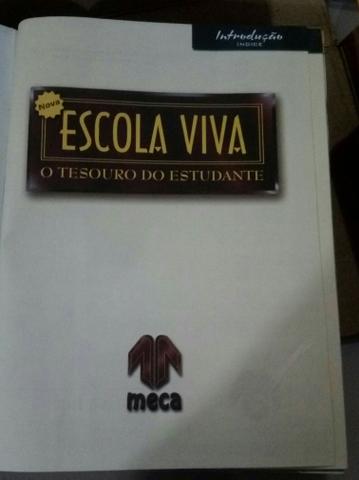 Introdução
ÍNDICE
Nova
ESCOLA VIVA
O TESOURO DO ESTUDANTE
meca